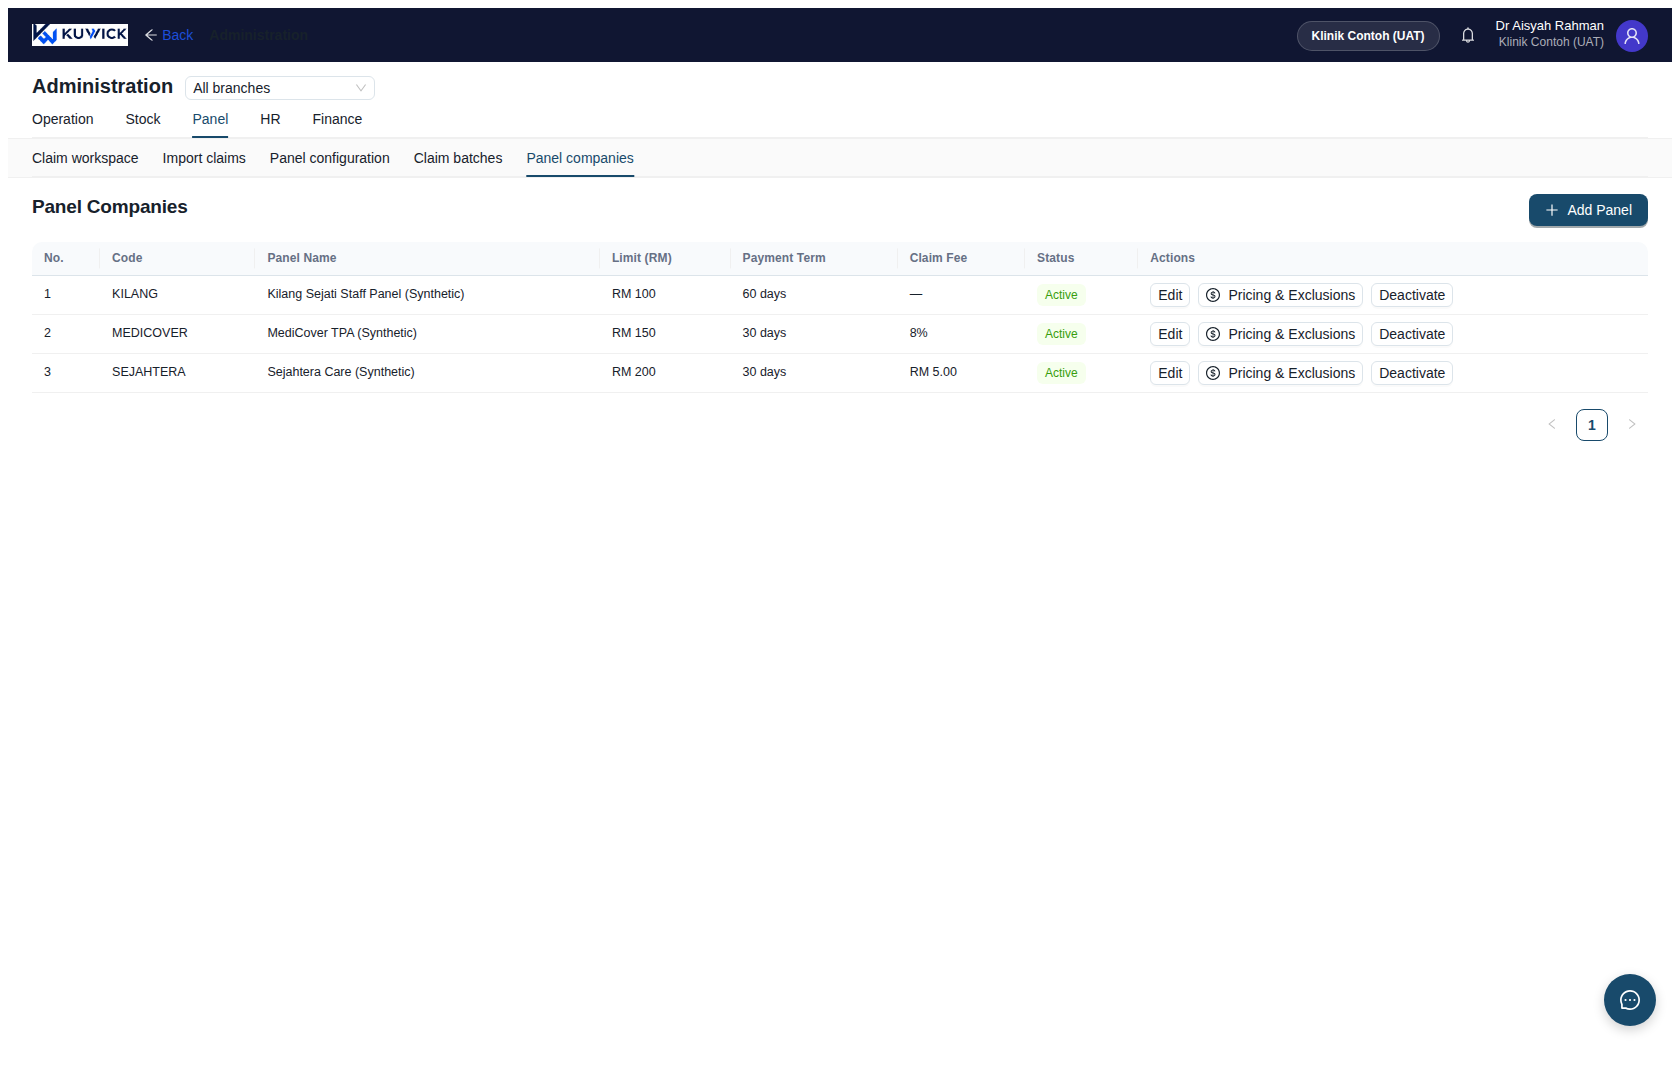 KUWICK
Back Administration
Klinik Contoh (UAT)
Dr Aisyah Rahman
Klinik Contoh (UAT)
Administration
All branches
Operation Stock Panel HR Finance
Claim workspace Import claims Panel configuration Claim batches Panel companies
Panel Companies
Add Panel
No. Code Panel Name Limit (RM) Payment Term Claim Fee Status Actions
1 KILANG Kilang Sejati Staff Panel (Synthetic) RM 100 60 days — Active Edit Pricing & Exclusions Deactivate
2 MEDICOVER MediCover TPA (Synthetic) RM 150 30 days 8% Active Edit Pricing & Exclusions Deactivate
3 SEJAHTERA Sejahtera Care (Synthetic) RM 200 30 days RM 5.00 Active Edit Pricing & Exclusions Deactivate
1